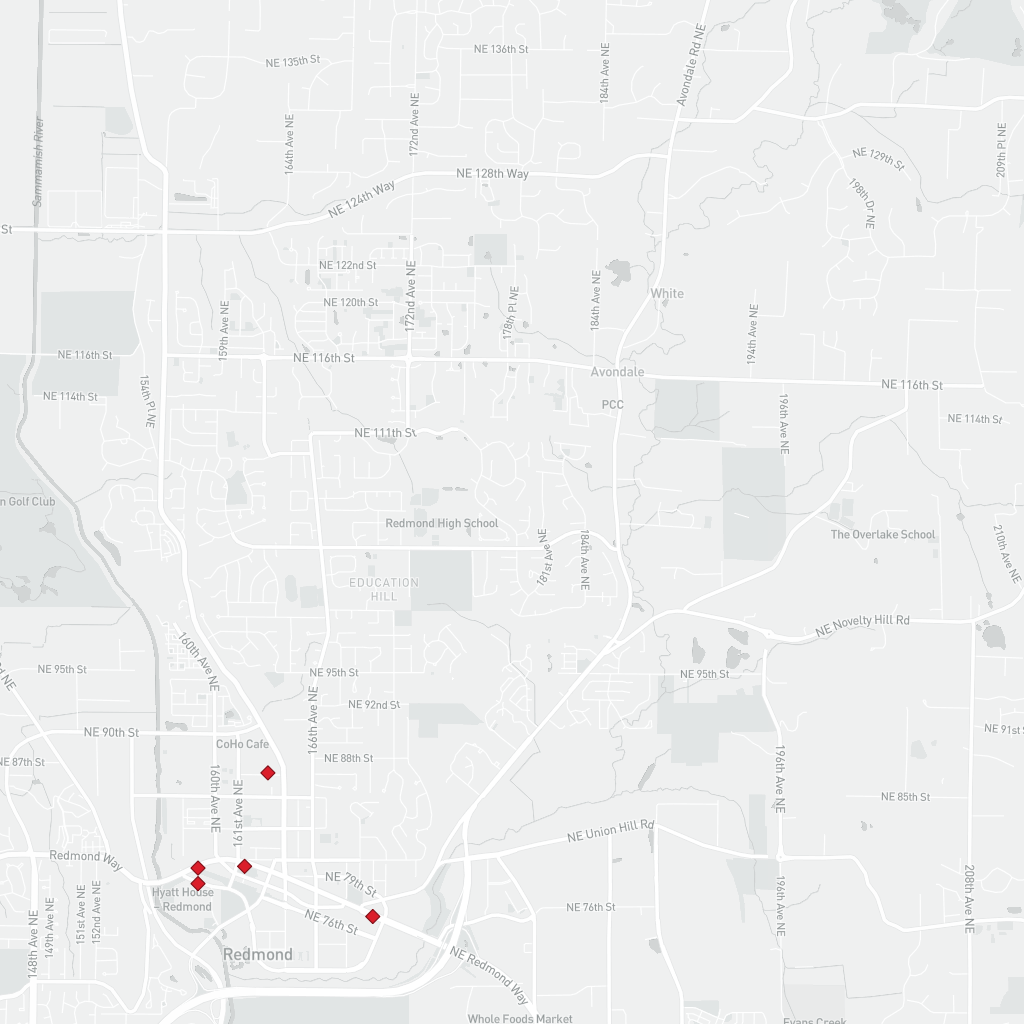 NE 136th St
NE 135th St
Avondale Rd NE
184th Ave NE
172nd Ave NE
164th Ave NE
209th Pl NE
NE 129th St
Sammamish River
NE 128th Way
NE 124th Way
198th Dr NE
St
NE 122nd St
White
NE 120th St
172nd Ave NE
178th Pl NE
184th Ave NE
159th Ave NE
194th Ave NE
NE 116th St
NE 116th St
Avondale
NE 116th St
NE 114th St
154th Pl NE
PCC
NE 114th St
NE 111th St
196th Ave NE
n Golf Club
Redmond High School
The Overlake School
181st Ave NE
184th Ave NE
210th Ave NE
EDUCATION
HILL
NE Novelty Hill Rd
160th Ave NE
NE 95th St
NE 95th St
NE 95th St
d NE
166th Ave NE
NE 92nd St
NE 90th St
NE 91st S
CoHo Cafe
NE 87th St
NE 88th St
160th Ave NE
161st Ave NE
196th Ave NE
NE 85th St
NE Union Hill Rd
Redmond Way
NE 79th St
Hyatt House
– Redmond
148th Ave NE
149th Ave NE
151st Ave NE
152nd Ave NE
NE 76th St
NE 76th St
196th Ave NE
208th Ave NE
Redmond
NE Redmond Way
Whole Foods Market
Evans Creek